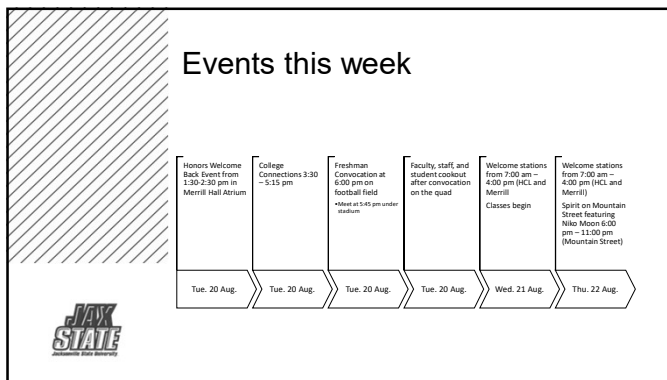 Events this week
Honors Welcome
Back Event from
1:30-2:30 pm in
Merrill Hall Atrium
College
Connections 3:30
– 5:15 pm
Freshman
Convocation at
6:00 pm on
football field
•Meet at 5:45 pm under
stadium
Faculty, staff, and
student cookout
after convocation
on the quad
Welcome stations
from 7:00 am –
4:00 pm (HCL and
Merrill
Classes begin
Welcome stations
from 7:00 am –
4:00 pm (HCL and
Merrill)
Spirit on Mountain
Street featuring
Niko Moon 6:00
pm – 11:00 pm
(Mountain Street)
Tue. 20 Aug.
Tue. 20 Aug.
Tue. 20 Aug.
Tue. 20 Aug.
Wed. 21 Aug.
Thu. 22 Aug.
JAX
STATE
Jacksonville State University